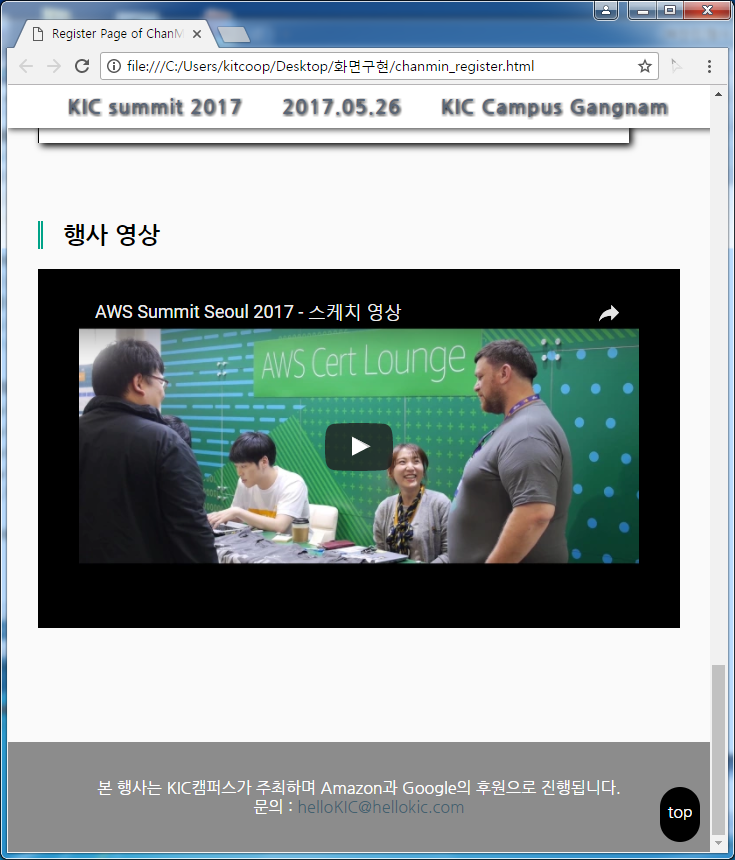 Register Page of ChanM
file:///C:/Users/kitcoop/Desktop/화면구현/chanmin_register.html
KIC summit 2017 2017.05.26 KIC Campus Gangnam
행사 영상
AWS Summit Seoul 2017 - 스케치 영상
AWS Cert Lounge
본 행사는 KIC캠퍼스가 주최하며 Amazon과 Google의 후원으로 진행됩니다.
문의 : helloKIC@hellokic.com
top